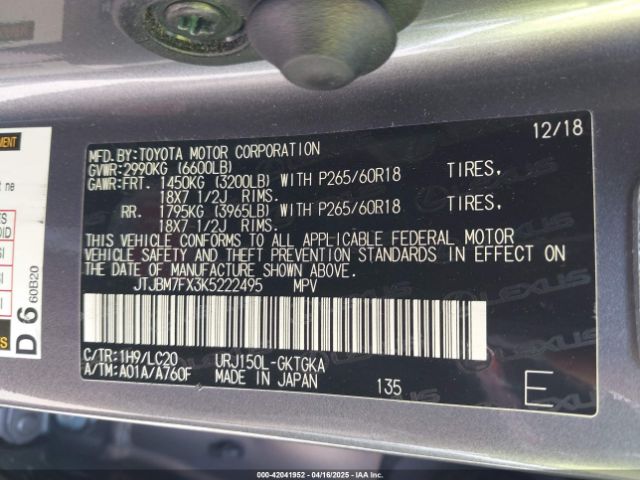 12/18
MFD.BY:TOYOTA MOTOR CORPORATION
GVWR:2990KG (6600LB)
GAWR:FRT. 1450KG (3200LB) WITH P265/60R18 TIRES,
18X7 1/2J RIMS.
RR. 1795KG (3965LB) WITH P265/60R18 TIRES,
18X7 1/2J RIMS.
THIS VEHICLE CONFORMS TO ALL APPLICABLE FEDERAL MOTOR
VEHICLE SAFETY AND THEFT PREVENTION STANDARDS IN EFFECT ON
THE DATE OF MANUFACTURE SHOWN ABOVE.
JTJBM7FX3K5222495 MPV
C/TR:1H9/LC20 URJ150L-GKTGKA
A/TM:A01A/A760F MADE IN JAPAN 135 E
D6
60B20
LEXUS
000-42041952 - 04/16/2025 - IAA Inc.